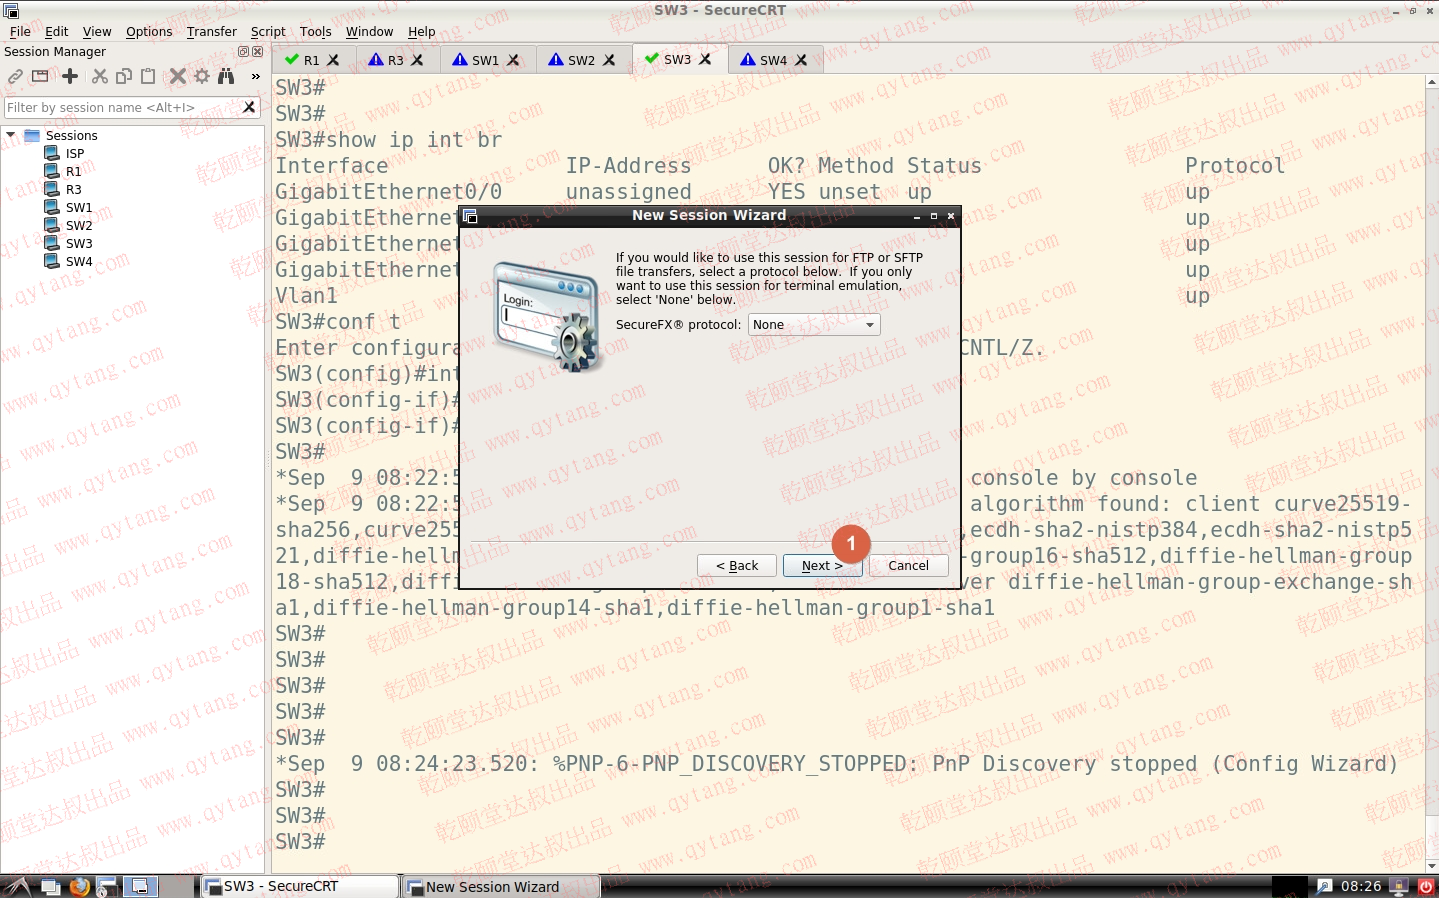 SW3 - SecureCRT
File Edit View Options Transfer Script Tools Window Help
Session Manager
R1 R3 SW1 SW2 SW3 SW4
»
Filter by session name <Alt+I>
Sessions
ISP
R1
R3
SW1
SW2
SW3
SW4
SW3#
SW3#
SW3#show ip int br
Interface IP-Address OK? Method Status Protocol
GigabitEthernet0/0 unassigned YES unset up up
GigabitEthernet up
GigabitEthernet up
GigabitEthernet up
Vlan1 up
SW3#conf t
Enter configura CNTL/Z.
SW3(config)#int
SW3(config-if)#
SW3(config-if)#
SW3#
*Sep 9 08:22:5 console by console
*Sep 9 08:22:5 algorithm found: client curve25519-
sha256,curve255 ,ecdh-sha2-nistp384,ecdh-sha2-nistp5
21,diffie-hellm -group16-sha512,diffie-hellman-group
18-sha512,diff ver diffie-hellman-group-exchange-sh
a1,diffie-hellman-group14-sha1,diffie-hellman-group1-sha1
SW3#
SW3#
SW3#
SW3#
SW3#
*Sep 9 08:24:23.520: %PNP-6-PNP_DISCOVERY_STOPPED: PnP Discovery stopped (Config Wizard)
SW3#
SW3#
SW3#
New Session Wizard
Login:
If you would like to use this session for FTP or SFTP
file transfers, select a protocol below. If you only
want to use this session for terminal emulation,
select 'None' below.
SecureFX® protocol: None
1
< Back Next > Cancel
SW3 - SecureCRT New Session Wizard 08:26
乾颐堂达叔出品 www.qytang.com